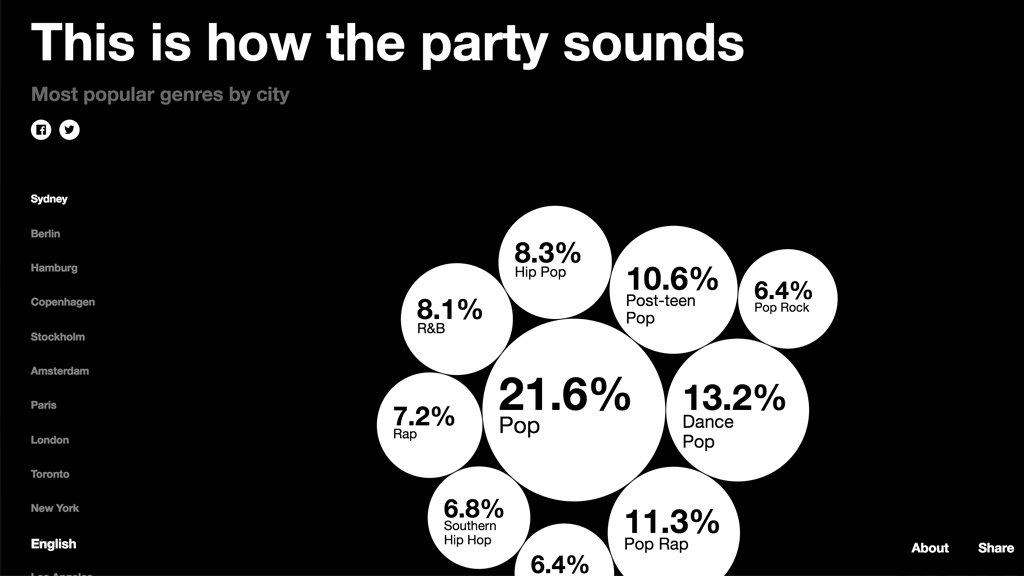 This is how the party sounds
Most popular genres by city
Sydney
Berlin
Hamburg
Copenhagen
Stockholm
Amsterdam
Paris
London
Toronto
New York
English
8.3%
Hip Pop
10.6%
Post-teen
Pop
6.4%
Pop Rock
8.1%
R&B
21.6%
Pop
13.2%
Dance
Pop
7.2%
Rap
6.8%
Southern
Hip Hop
11.3%
Pop Rap
6.4%
About
Share